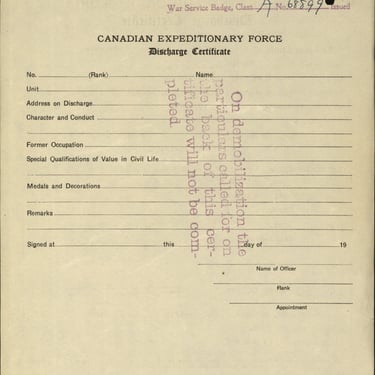 War Service Badge, Class A No. 68899 issued
CANADIAN EXPEDITIONARY FORCE
Discharge Certificate
No. (Rank) Name
Unit
Address on Discharge
Character and Conduct
Former Occupation
Special Qualifications of Value in Civil Life
Medals and Decorations
Remarks
Signed at this day of 19
Name of Officer
Rank
Appointment
On demobilization the
particulars called for on
the back of this cer-
tificate will not be com-
pleted